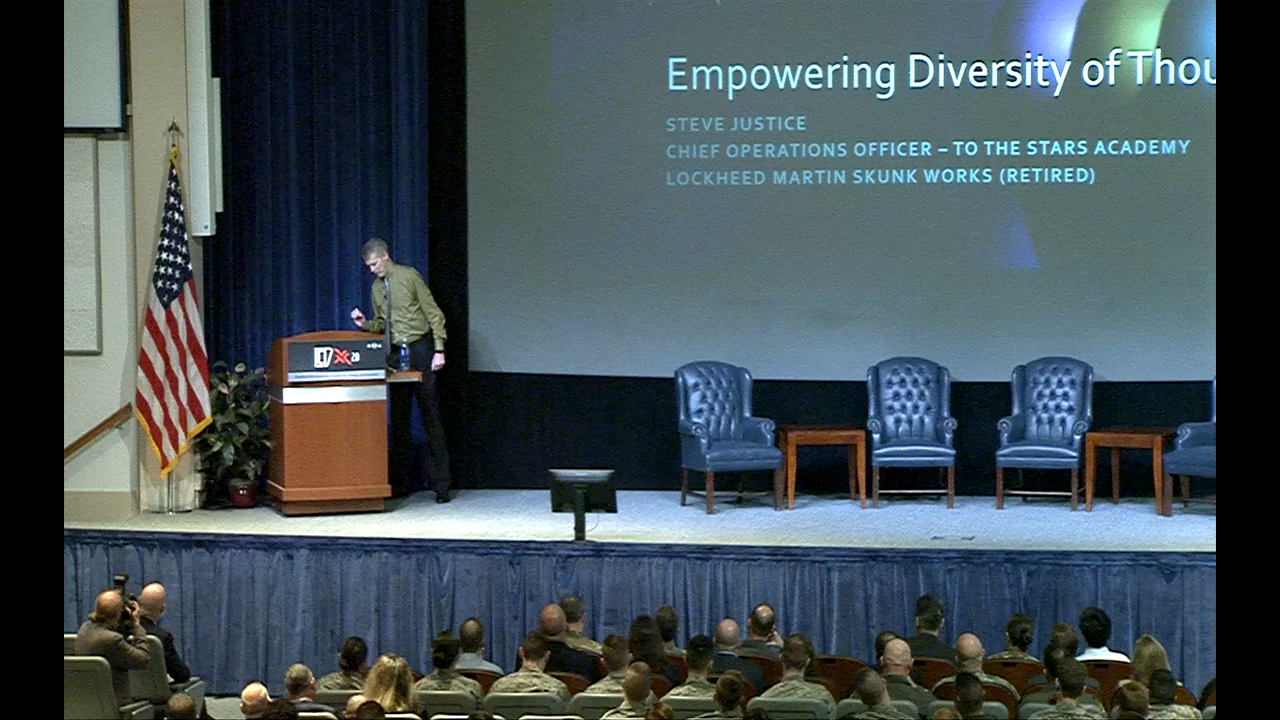 Empowering Diversity of Thou
STEVE JUSTICE
CHIEF OPERATIONS OFFICER – TO THE STARS ACADEMY
LOCKHEED MARTIN SKUNK WORKS (RETIRED)